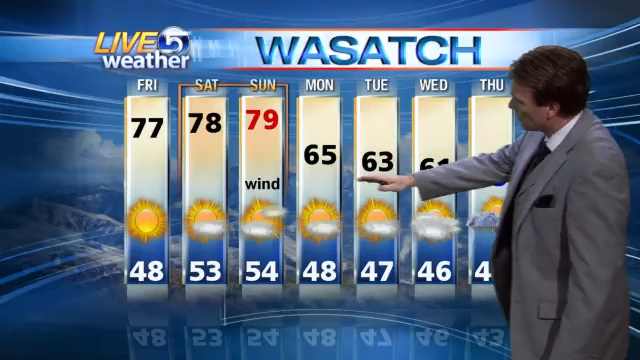 LIVE 5
weather
WASATCH
FRI SAT SUN MON TUE WED THU
77 78 79 65 63 61
wind
48 53 54 48 47 46